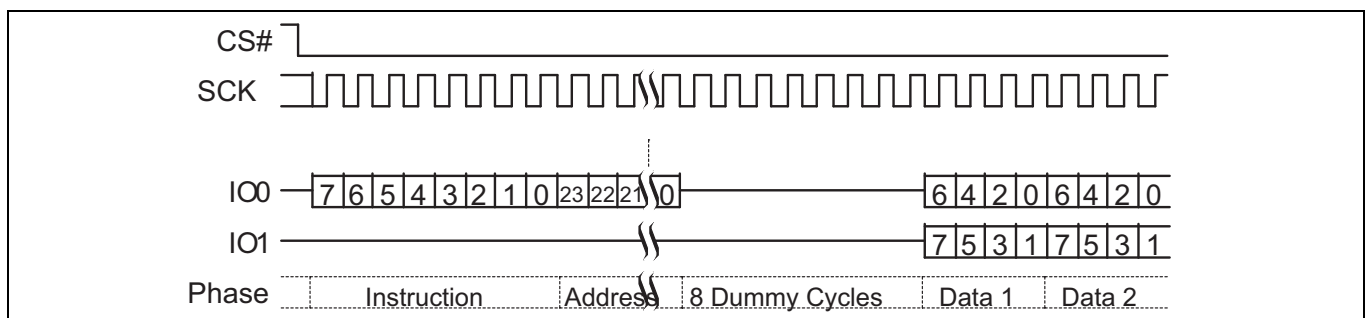 CS#
SCK
IO0 7 6 5 4 3 2 1 0 23 22 21 0 6 4 2 0 6 4 2 0
IO1 7 5 3 1 7 5 3 1
Phase Instruction Address 8 Dummy Cycles Data 1 Data 2